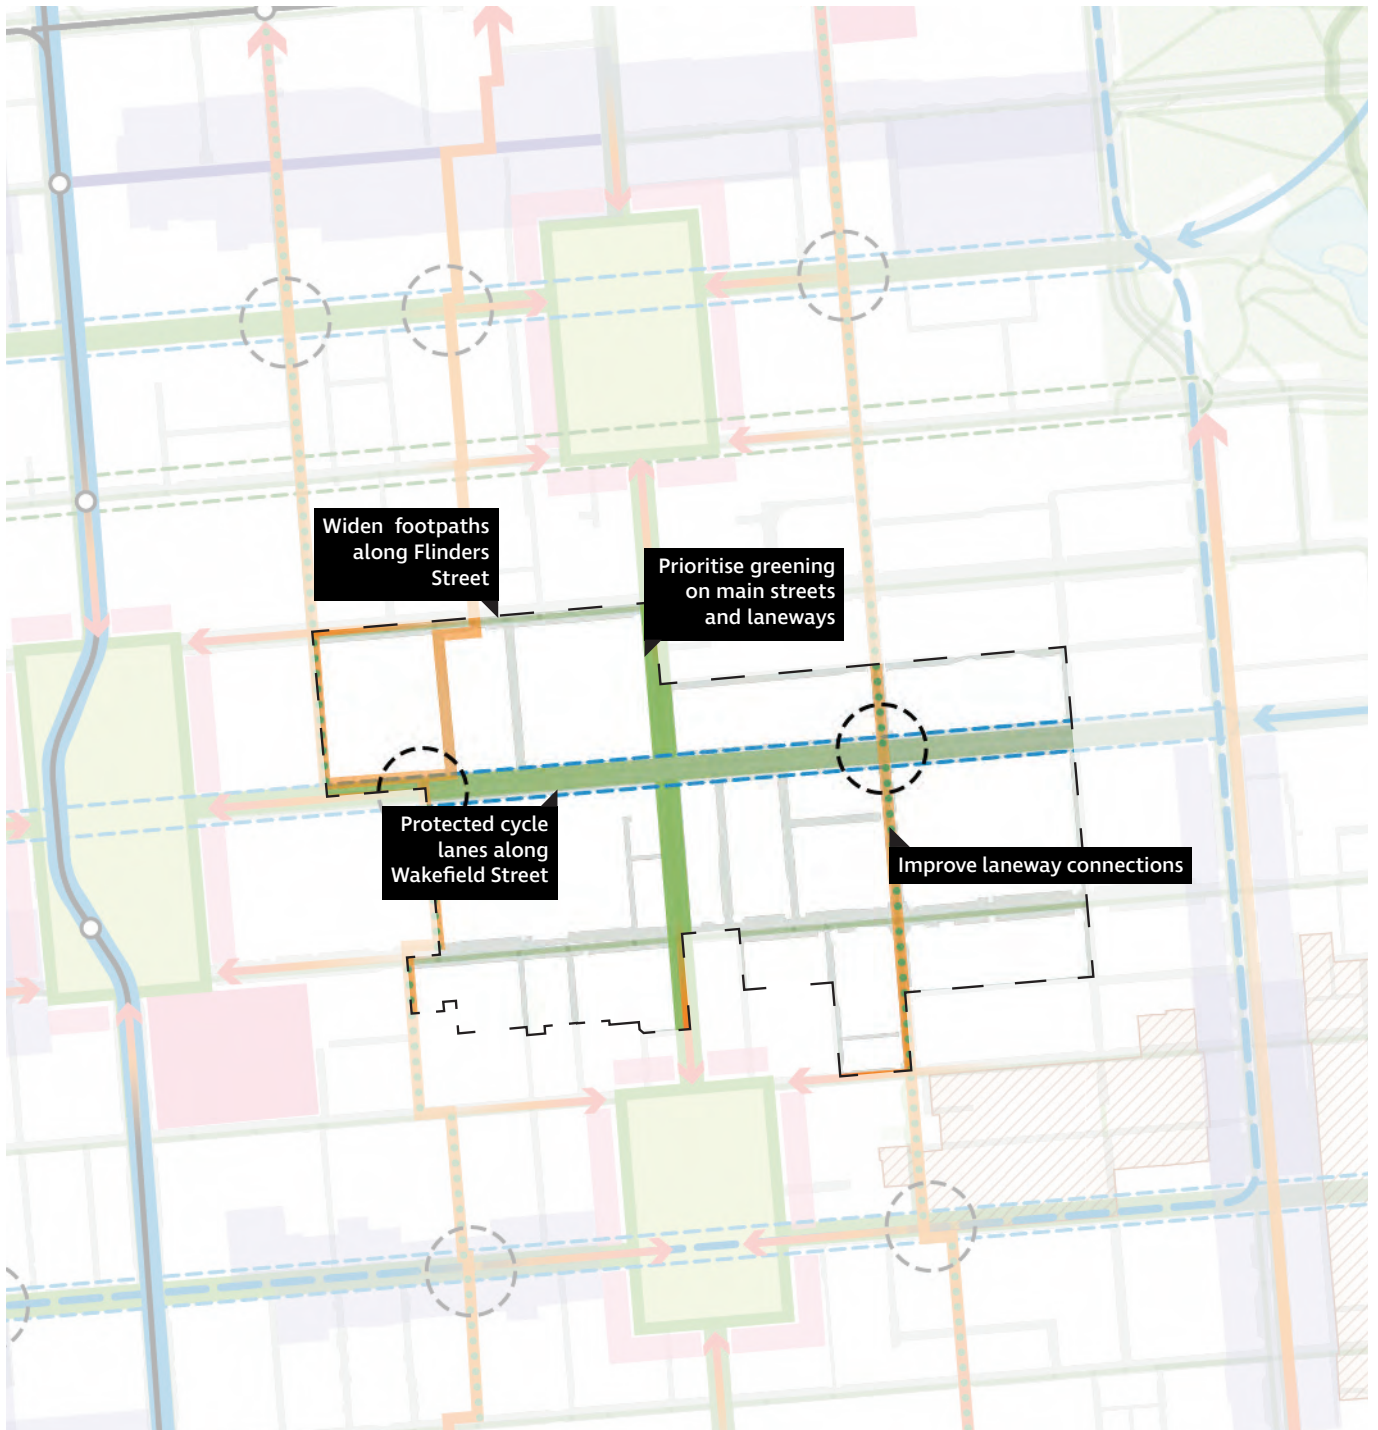 Widen footpaths
along Flinders
Street
Prioritise greening
on main streets
and laneways
Protected cycle
lanes along
Wakefield Street
Improve laneway connections